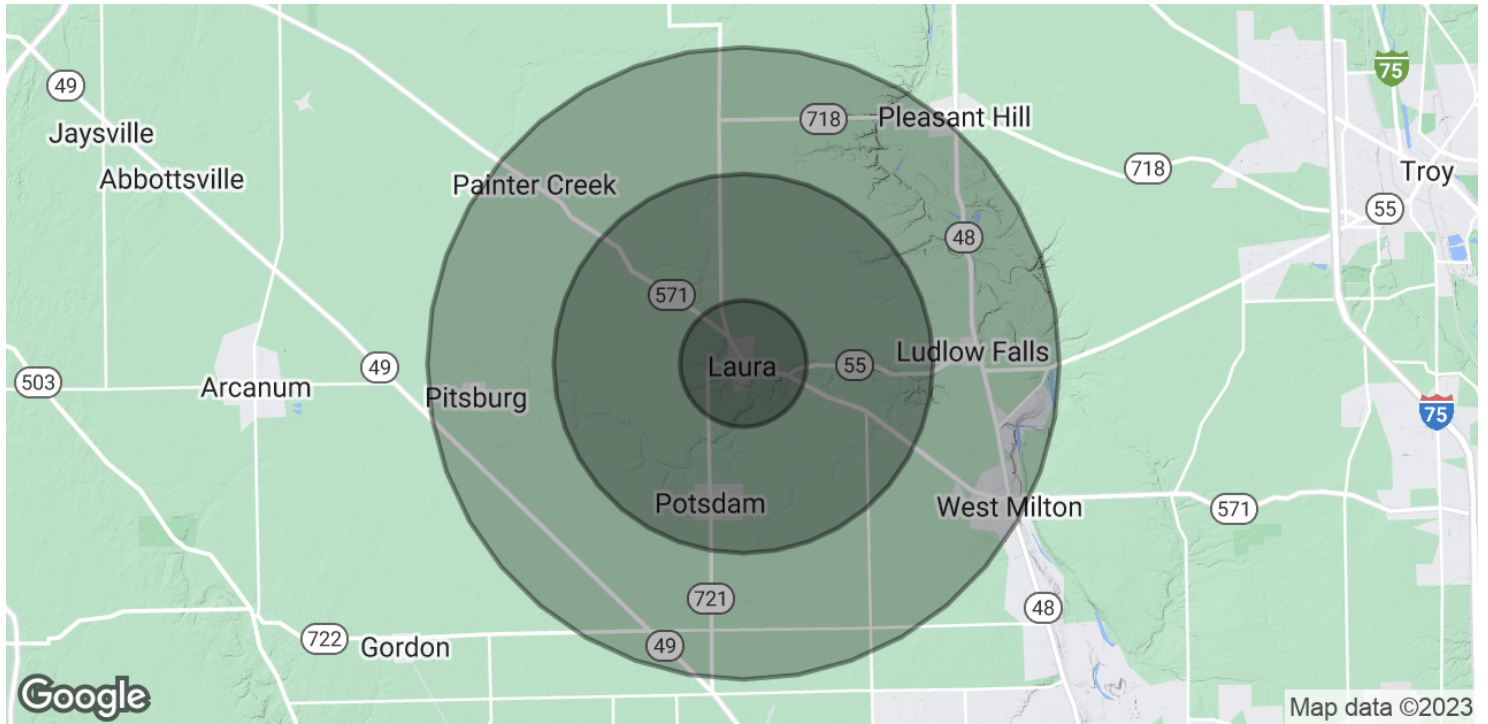 75
49
718
Pleasant Hill
Jaysville
718
Troy
Abbottsville
Painter Creek
55
48
571
Ludlow Falls
Laura
55
49
503
Arcanum
Pitsburg
75
Potsdam
West Milton
571
721
48
722
Gordon
49
Google
Map data ©2023